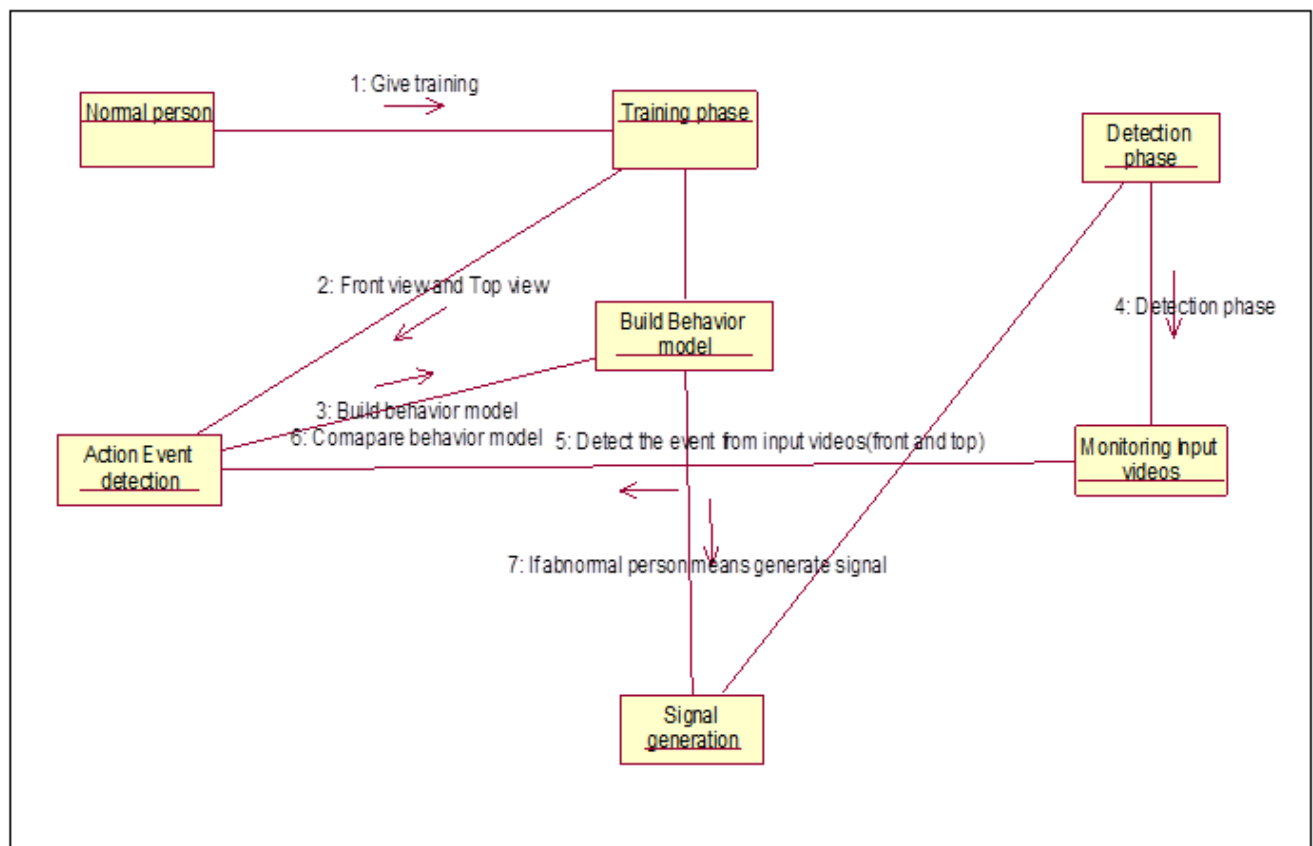 1: Give training
Normal person
Training phase
Detection
phase
2: Front view and Top view
4: Detection phase
Build Behavior
model
3: Build behavior model
6: Comapare behavior model
5: Detect the event from input videos(front and top)
Action Event
detection
Monitoring Input
videos
7: If abnormal person means generate signal
Signal
generation